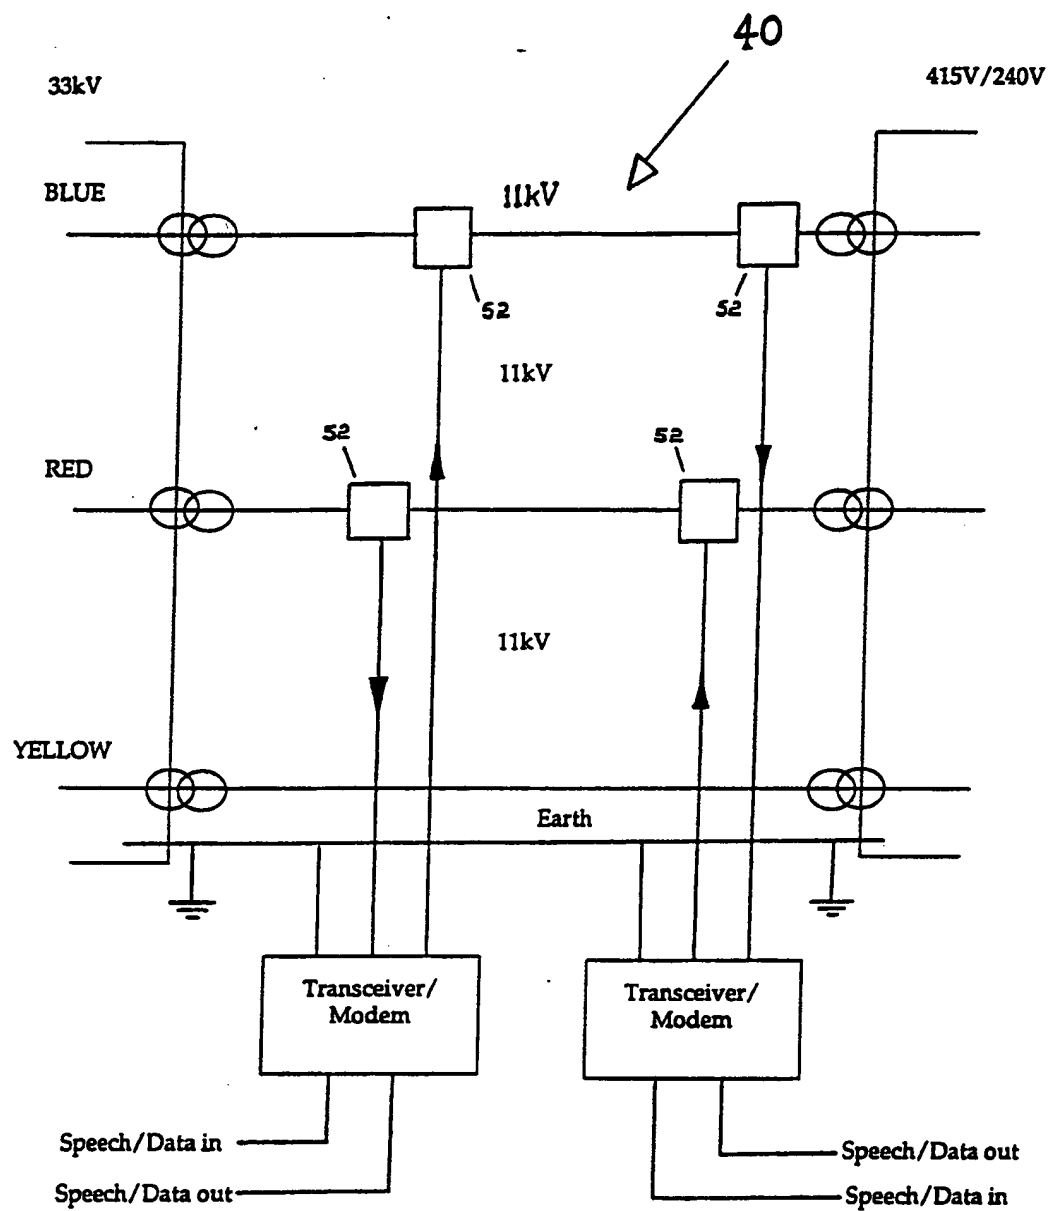 40
33kV
415V/240V
BLUE
11kV
52
52
11kV
52
52
RED
11kV
YELLOW
Earth
Transceiver/
Modem
Transceiver/
Modem
Speech/Data in
Speech/Data out
Speech/Data out
Speech/Data in